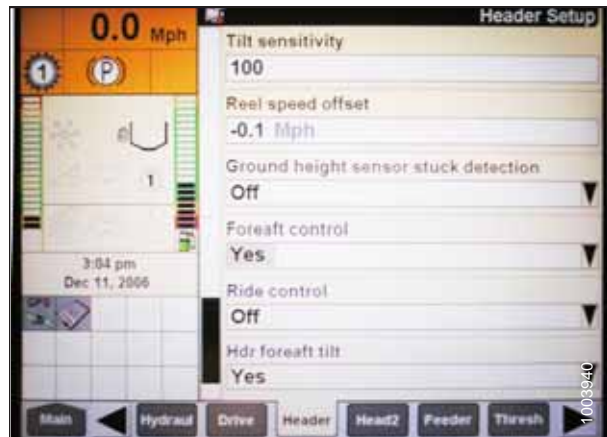 0.0 Mph
Header Setup
Tilt sensitivity
100
Reel speed offset
-0.1 Mph
Ground height sensor stuck detection
Off
Foreaft control
Yes
Ride control
Off
Hdr foreaft tilt
Yes
1
(P)
1
3:04 pm
Dec 11, 2006
GPS
Main
Hydraul
Drive
Header
Head2
Feeder
Thresh
1003940